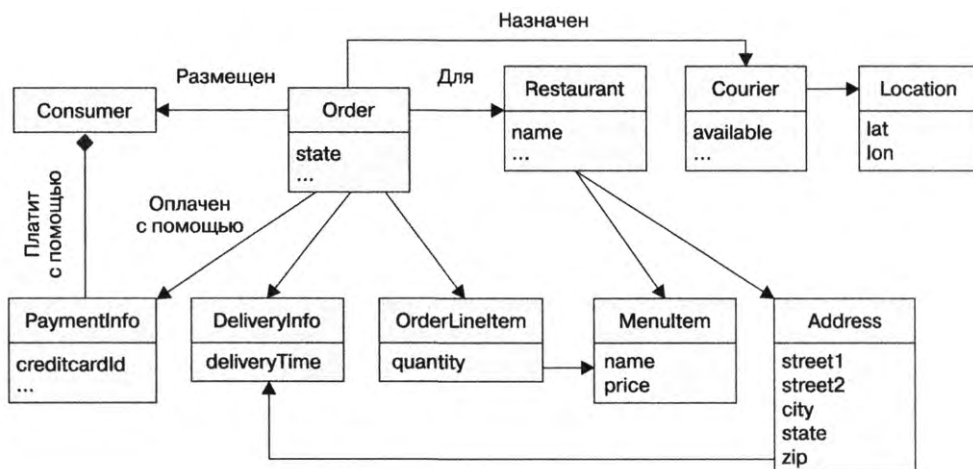 Назначен
Размещен
Для
Consumer
Order
state
...
Restaurant
name
...
Courier
available
...
Location
lat
lon
Платит
с помощью
Оплачен
с помощью
PaymentInfo
creditcardId
...
DeliveryInfo
deliveryTime
OrderLineItem
quantity
MenuItem
name
price
Address
street1
street2
city
state
zip